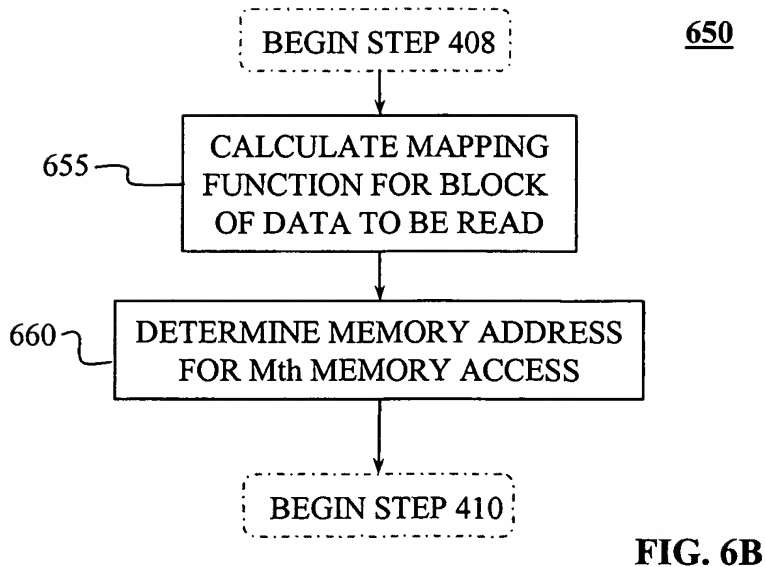 BEGIN STEP 408
650
655
CALCULATE MAPPING
FUNCTION FOR BLOCK
OF DATA TO BE READ
660
DETERMINE MEMORY ADDRESS
FOR Mth MEMORY ACCESS
BEGIN STEP 410
FIG. 6B